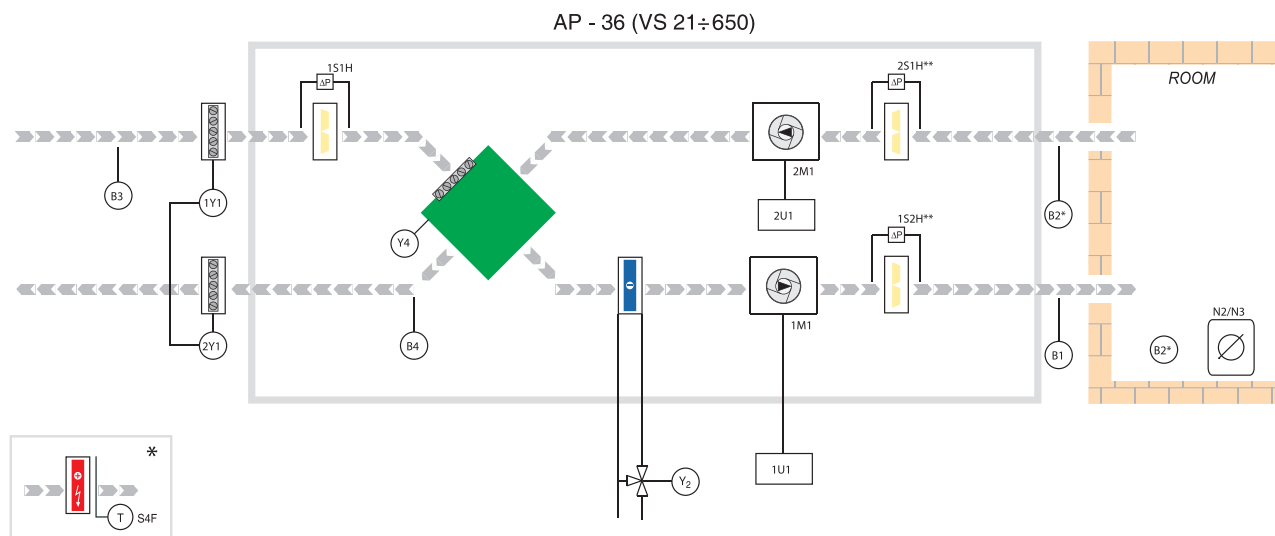 AP - 36 (VS 21÷650)
1S1H
ΔP
2S1H**
ΔP
ROOM
2M1
B3
1Y1
2U1
B2*
Y4
1S2H**
ΔP
N2/N3
1M1
2Y1
B4
B1
B2*
*
1U1
Y2
T
S4F